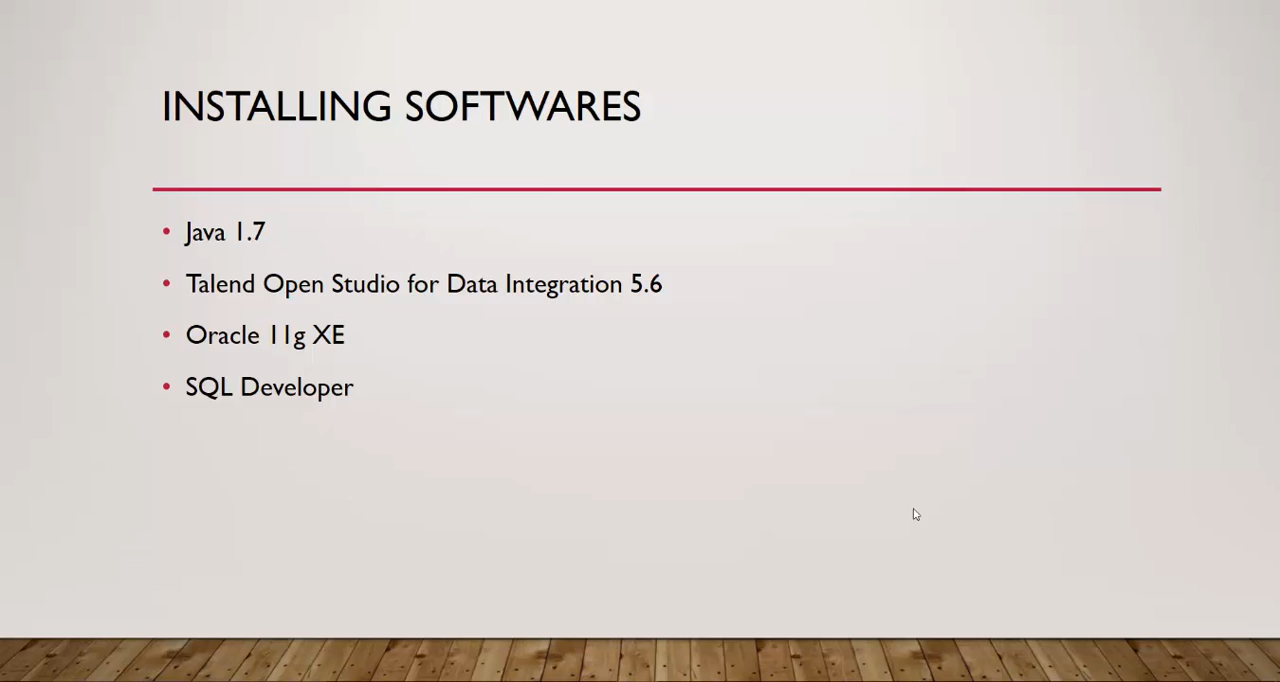 INSTALLING SOFTWARES
• Java 1.7
• Talend Open Studio for Data Integration 5.6
• Oracle 11g XE
• SQL Developer